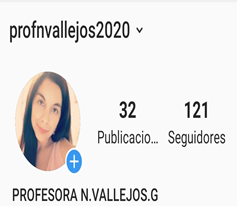 profnvallejos2020
32 121
Publicacio... Seguidores
PROFESORA N.VALLEJOS.G